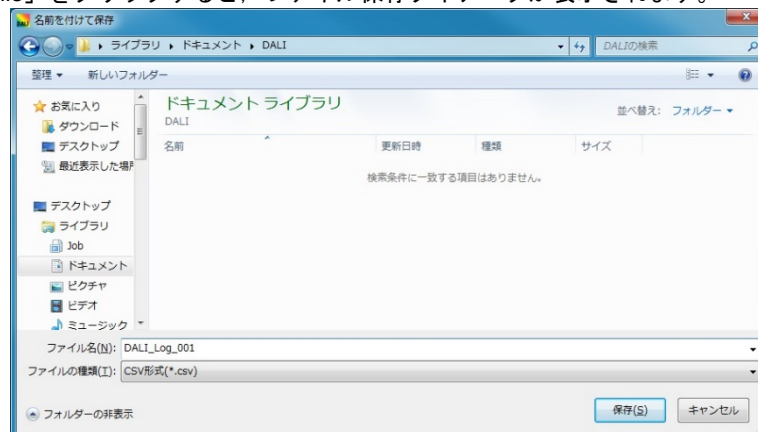 」をクリックすると，ファイル保存ダイアログが表示されます。
名前を付けて保存
ライブラリ ▸ ドキュメント ▸ DALI
DALIの検索
整理 ▼ 新しいフォルダー
お気に入り
ダウンロード
デスクトップ
最近表示した場所
デスクトップ
ライブラリ
Job
ドキュメント
ピクチャ
ビデオ
ミュージック
ドキュメント ライブラリ
DALI
並べ替え: フォルダー ▼
名前 更新日時 種類 サイズ
検索条件に一致する項目はありません。
ファイル名(N): DALI_Log_001
ファイルの種類(T): CSV形式(*.csv)
フォルダーの非表示
保存(S) キャンセル